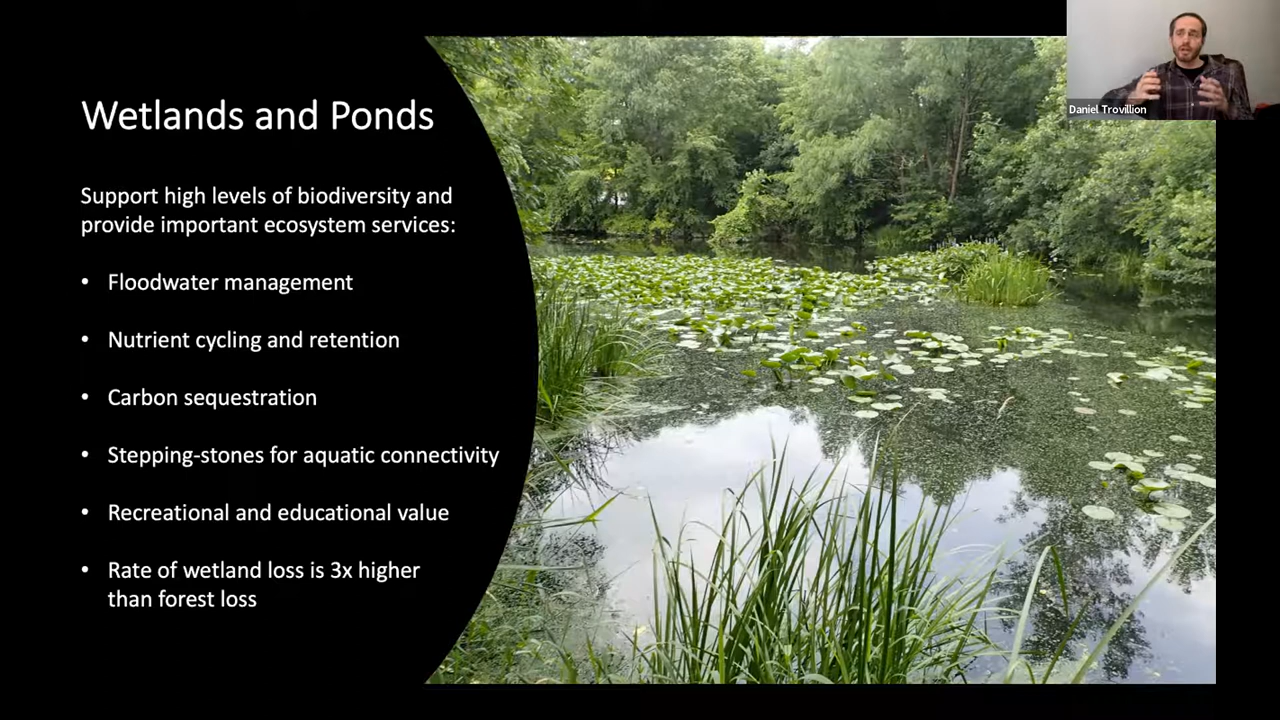 Wetlands and Ponds
Support high levels of biodiversity and
provide important ecosystem services:
• Floodwater management
• Nutrient cycling and retention
• Carbon sequestration
• Stepping-stones for aquatic connectivity
• Recreational and educational value
• Rate of wetland loss is 3x higher
than forest loss
Daniel Trovillion